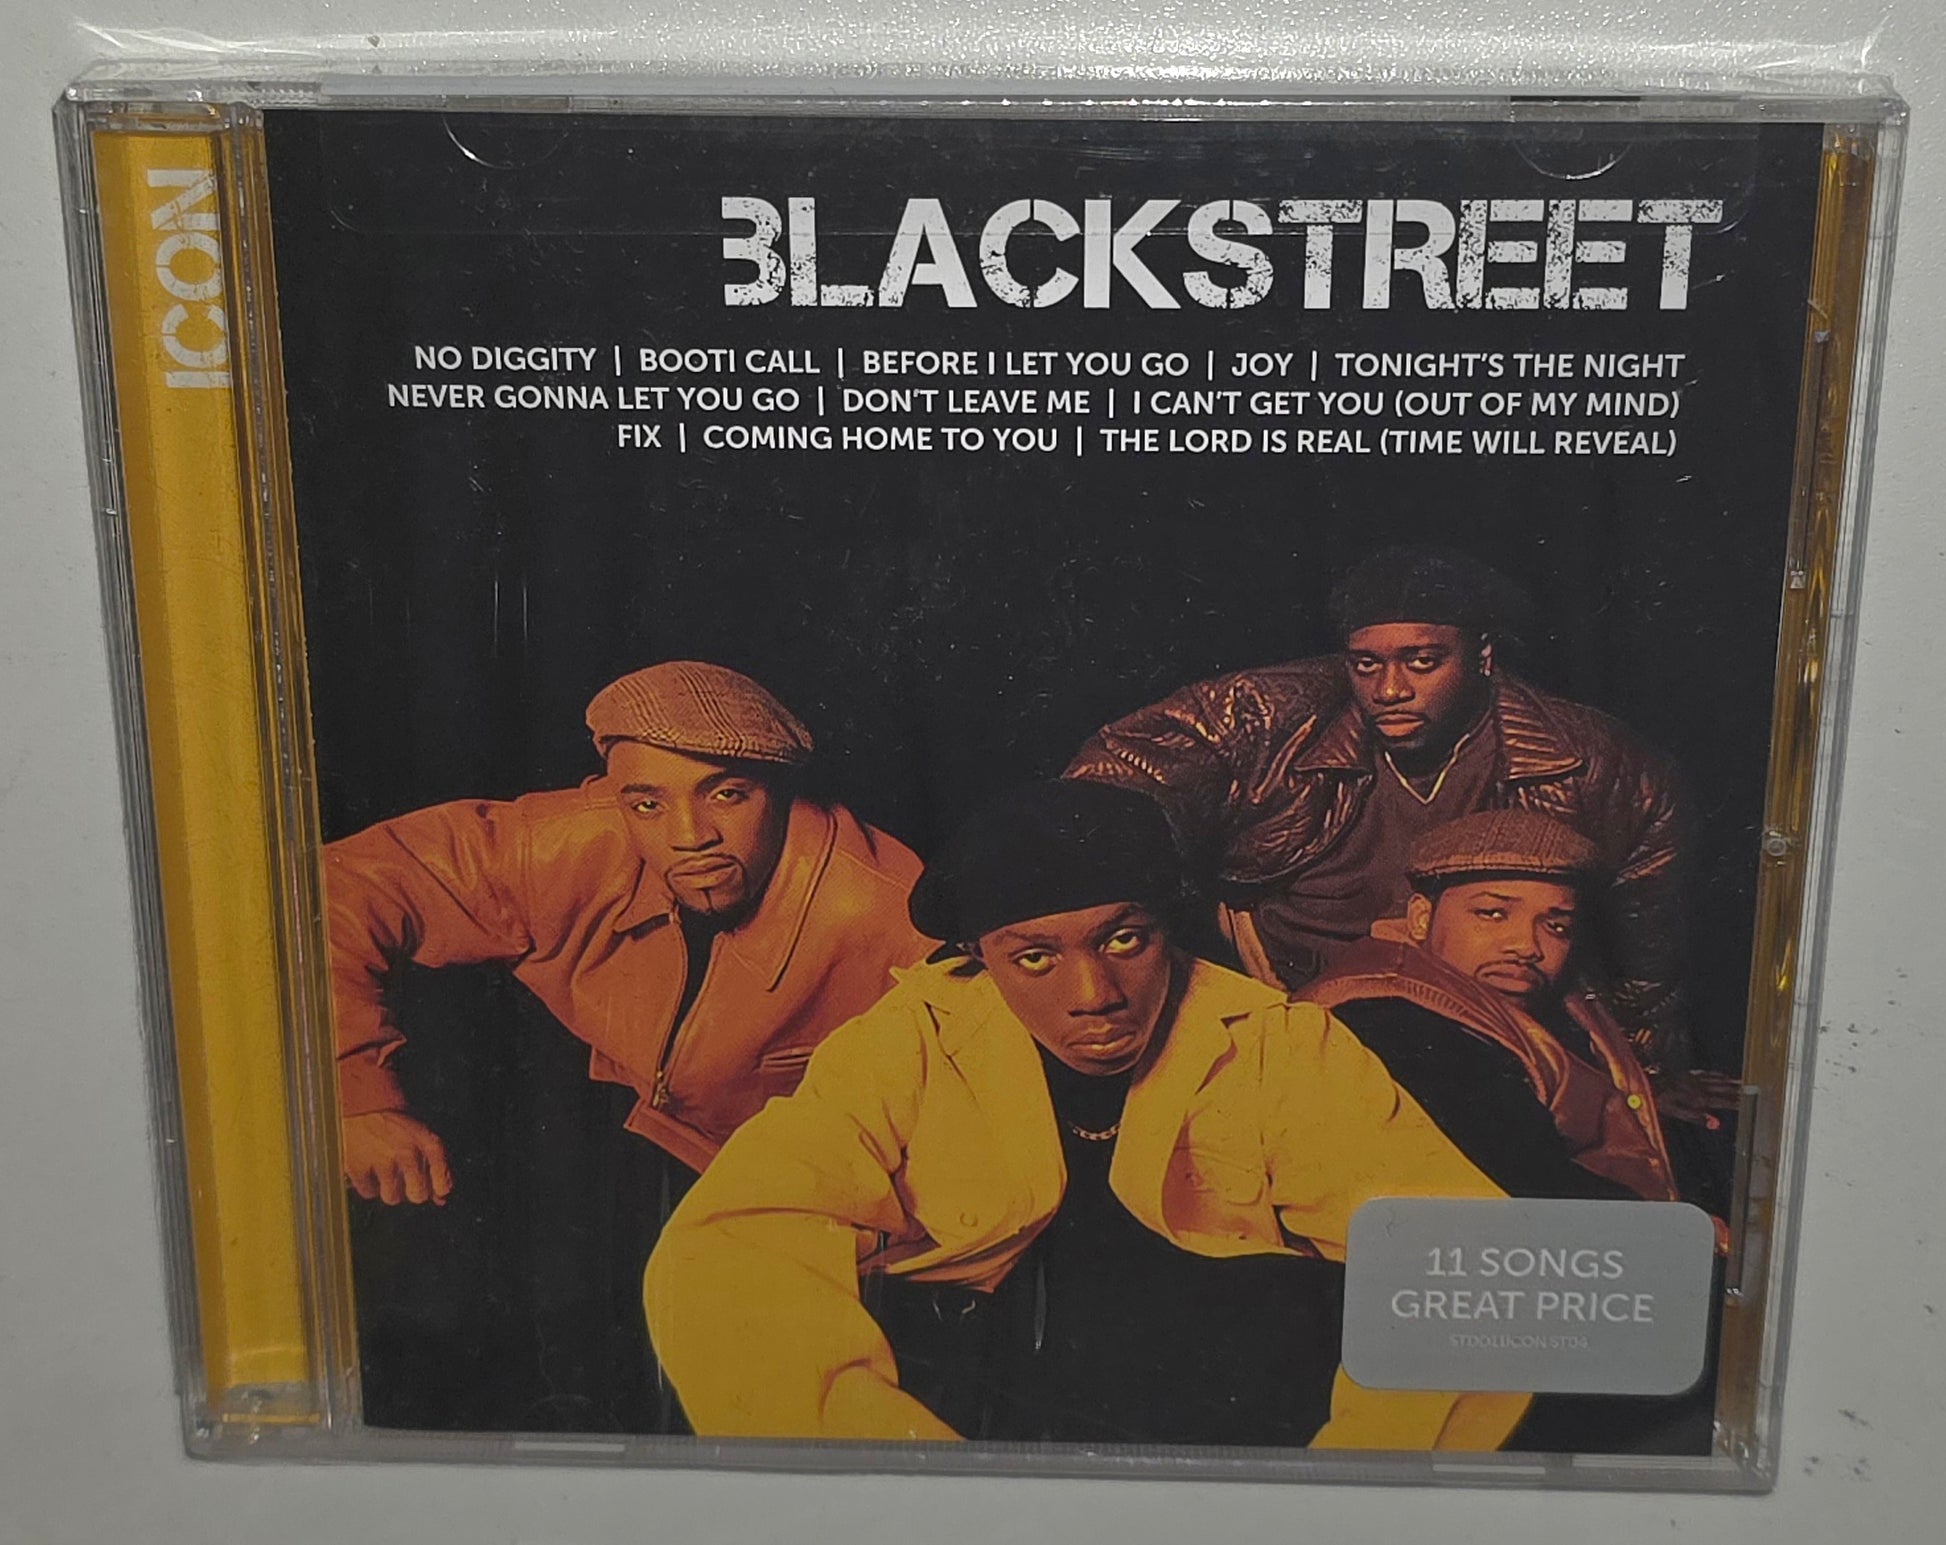 ICON
BLACKSTREET
NO DIGGITY | BOOTI CALL | BEFORE I LET YOU GO | JOY | TONIGHT'S THE NIGHT
NEVER GONNA LET YOU GO | DON'T LEAVE ME | I CAN'T GET YOU (OUT OF MY MIND)
FIX | COMING HOME TO YOU | THE LORD IS REAL (TIME WILL REVEAL)
11 SONGS
GREAT PRICE